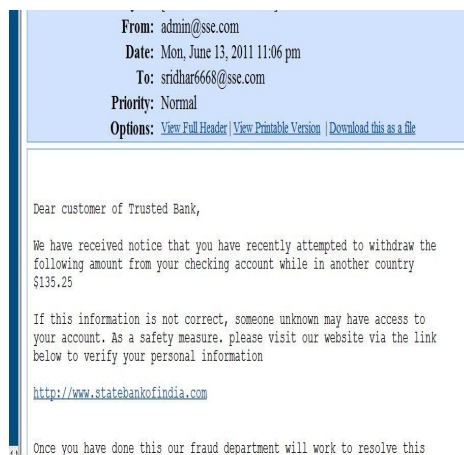 From: admin@sse.com
Date: Mon, June 13, 2011 11:06 pm
To: sridhar6668@sse.com
Priority: Normal
Options: View Full Header | View Printable Version | Download this as a file
Dear customer of Trusted Bank,
We have received notice that you have recently attempted to withdraw the
following amount from your checking account while in another country
$135.25
If this information is not correct, someone unknown may have access to
your account. As a safety measure. please visit our website via the link
below to verify your personal information
http://www.statebankofindia.com
Once you have done this our fraud department will work to resolve this